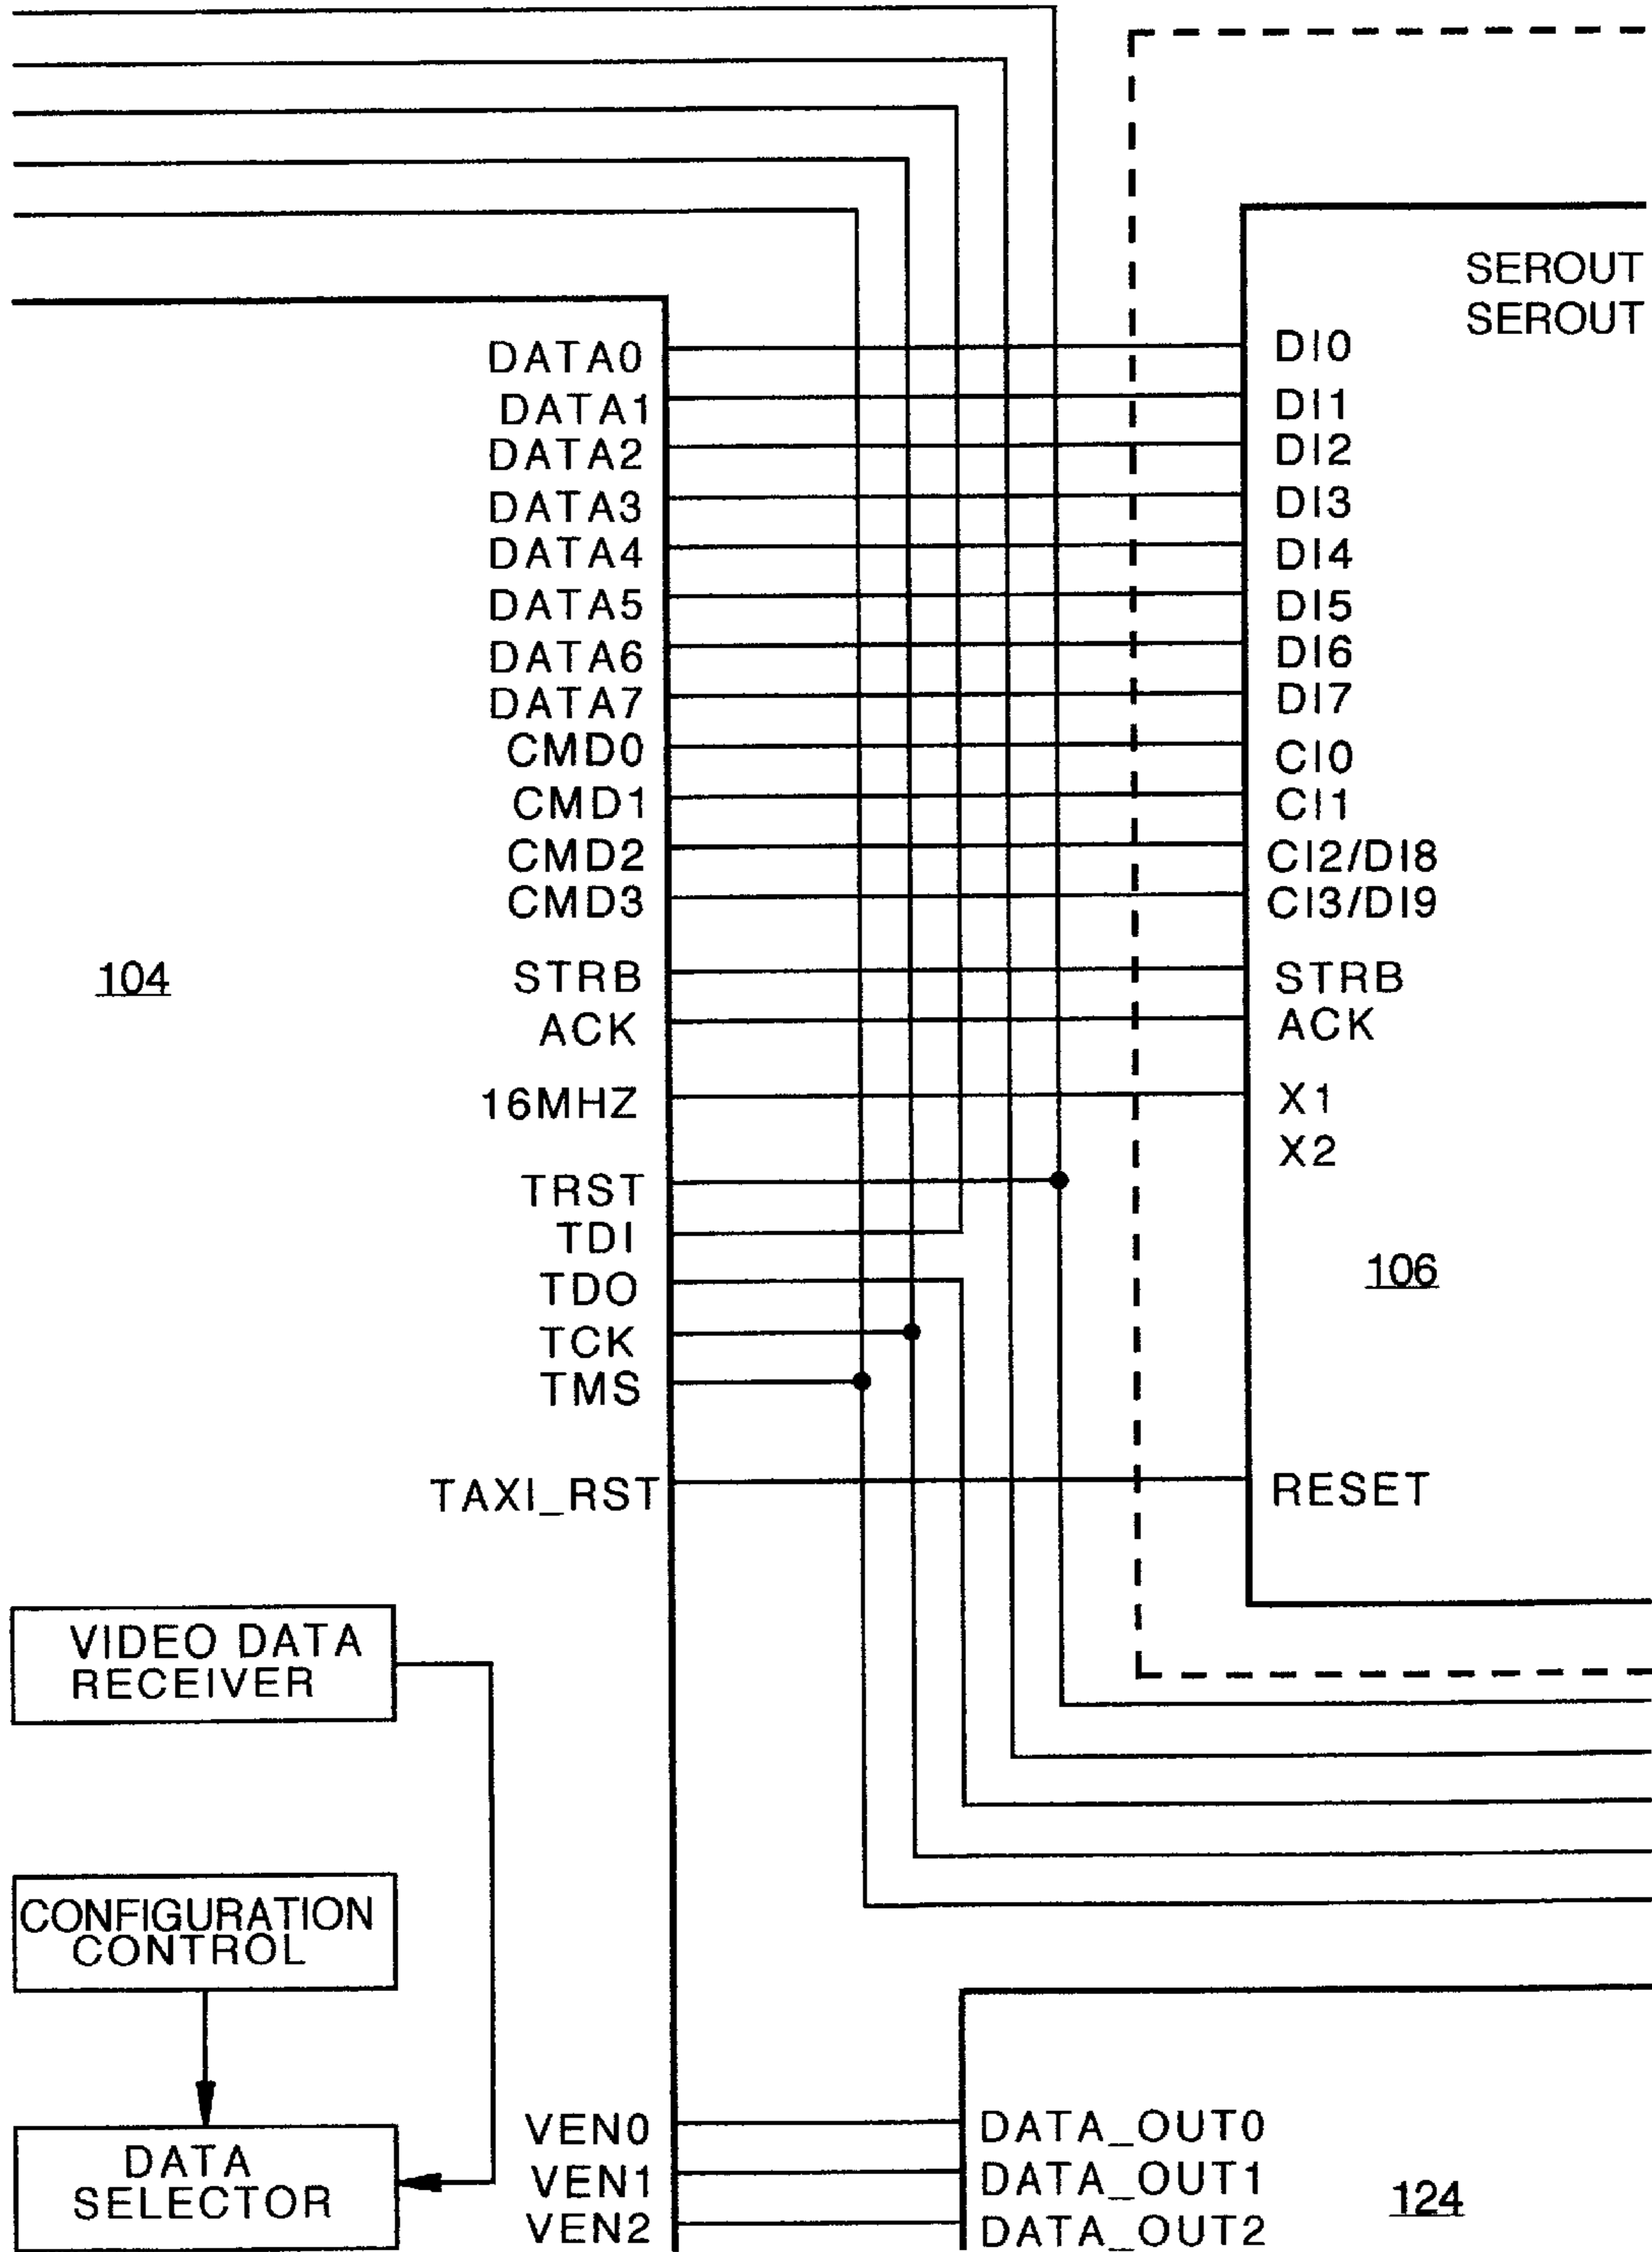 SEROUT
SEROUT
DATA0 DI0
DATA1 DI1
DATA2 DI2
DATA3 DI3
DATA4 DI4
DATA5 DI5
DATA6 DI6
DATA7 DI7
CMD0 CI0
CMD1 CI1
CMD2 CI2/DI8
CMD3 CI3/DI9
104 STRB STRB
ACK ACK
16MHZ X1
X2
TRST
TDI
106
TDO
TCK
TMS
TAXI_RST RESET
VIDEO DATA
RECEIVER
CONFIGURATION
CONTROL
VEN0 DATA_OUT0
DATA
SELECTOR
VEN1 DATA_OUT1
124
VEN2 DATA_OUT2